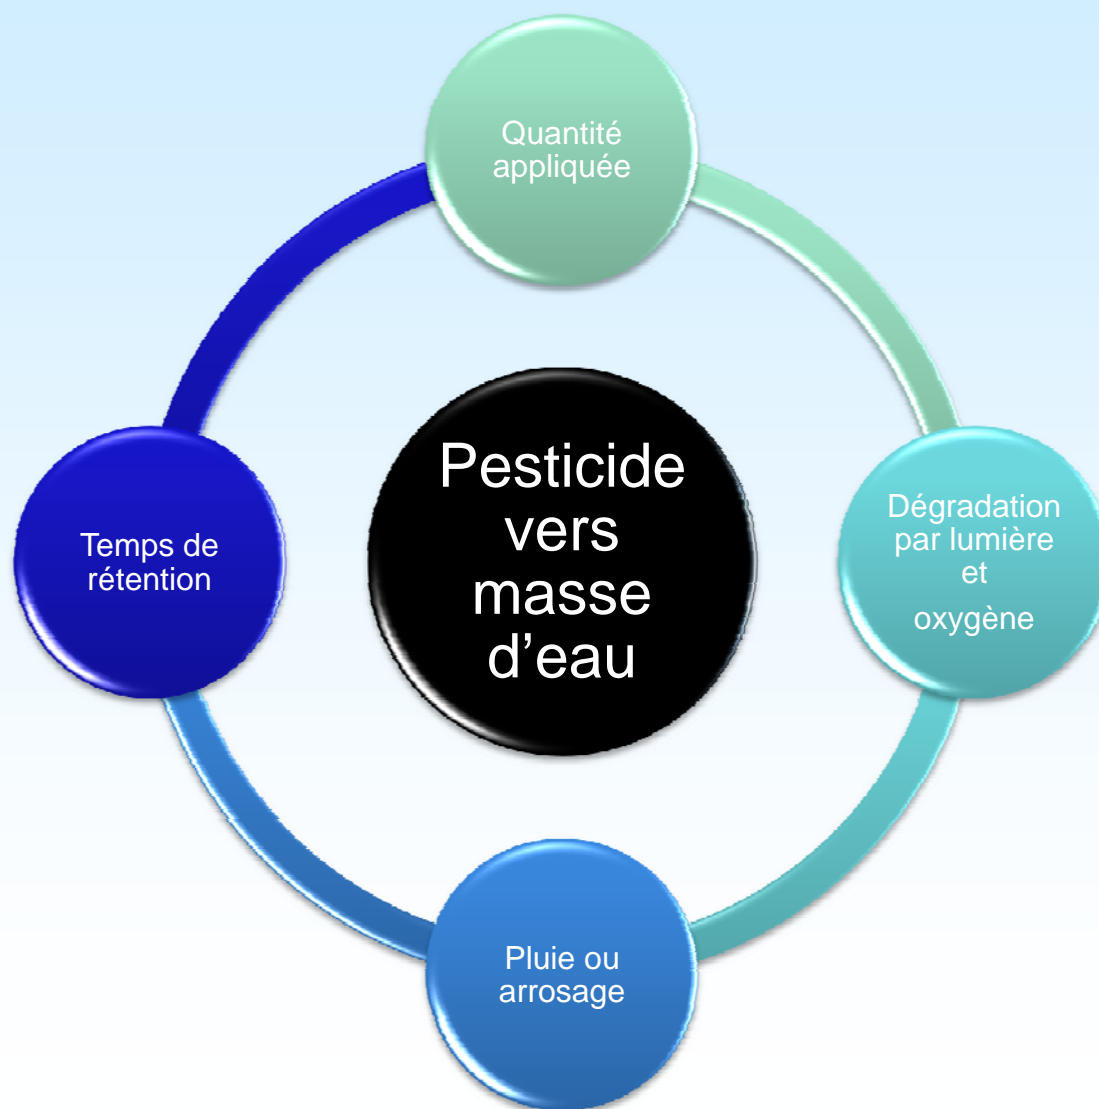 Quantité
appliquée
Pesticide
vers
masse
d’eau
Dégradation
par lumière
et
oxygène
Temps de
rétention
Pluie ou
arrosage